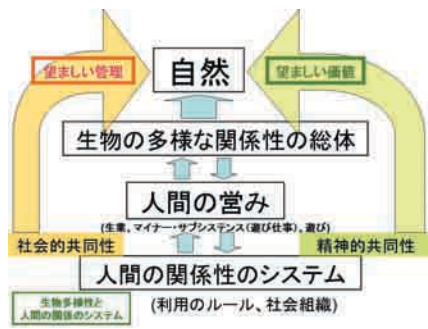 望ましい管理
自然
望ましい価値
生物の多様な関係性の総体
人間の営み
(生業、マイナー・サブシステンス(遊び仕事)、遊び)
社会的共同性
精神的共同性
人間の関係性のシステム
生物多様性と
人間の関係のシステム
(利用のルール、社会組織)